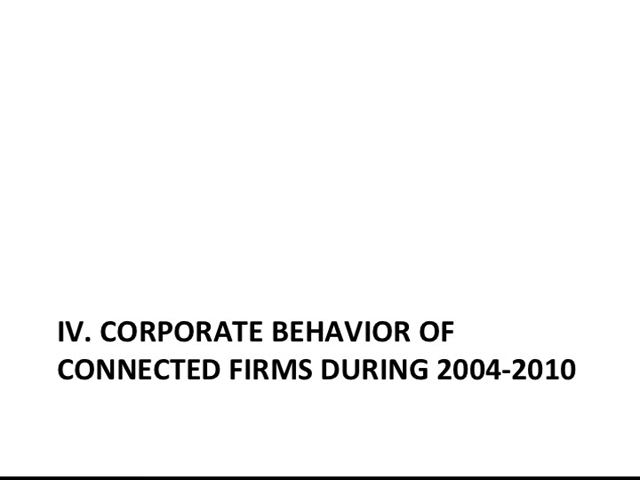 IV. CORPORATE BEHAVIOR OF
CONNECTED FIRMS DURING 2004-2010